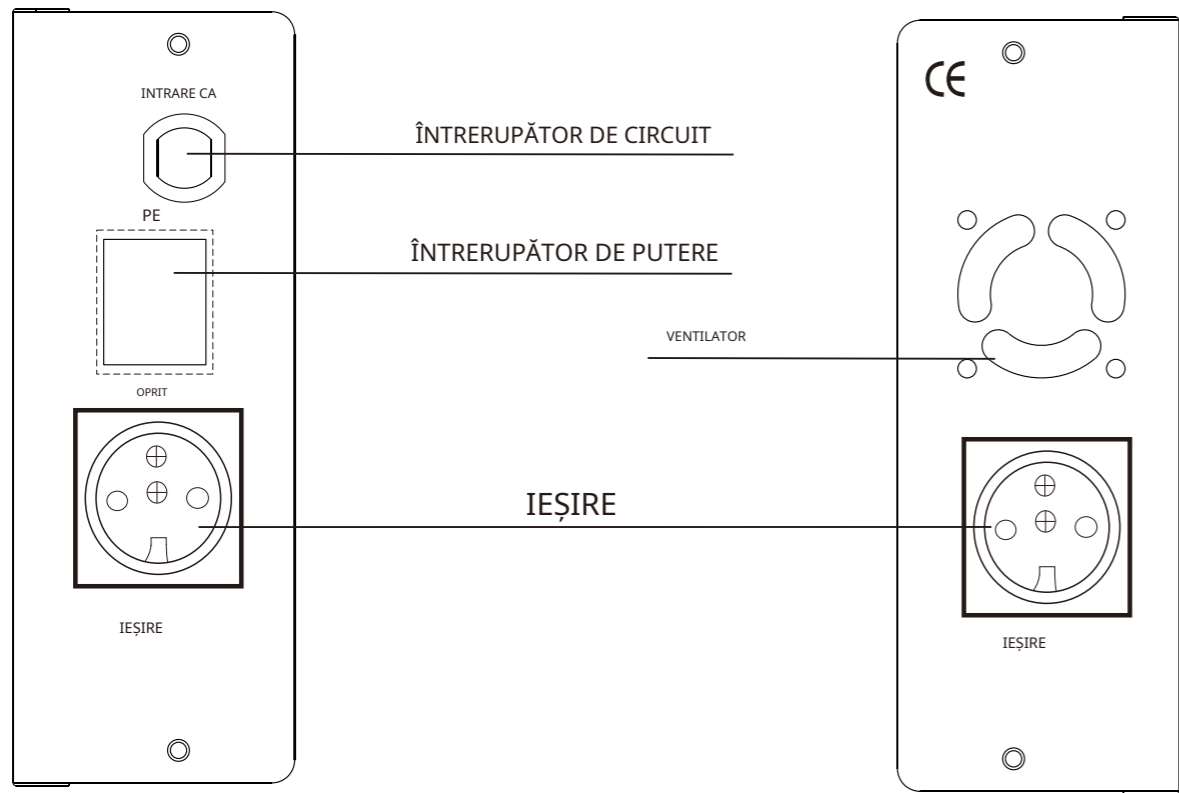 INTRARE CA
ÎNTRERUPĂTOR DE CIRCUIT
PE
ÎNTRERUPĂTOR DE PUTERE
OPRIT
IEȘIRE
IEȘIRE
CE
VENTILATOR
IEȘIRE